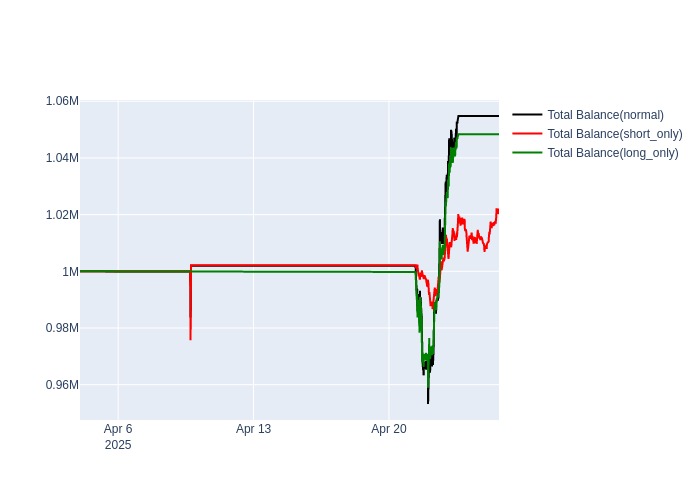 1.06M
1.04M
1.02M
1M
0.98M
0.96M
Apr 6
2025
Apr 13
Apr 20
Total Balance(normal)
Total Balance(short_only)
Total Balance(long_only)